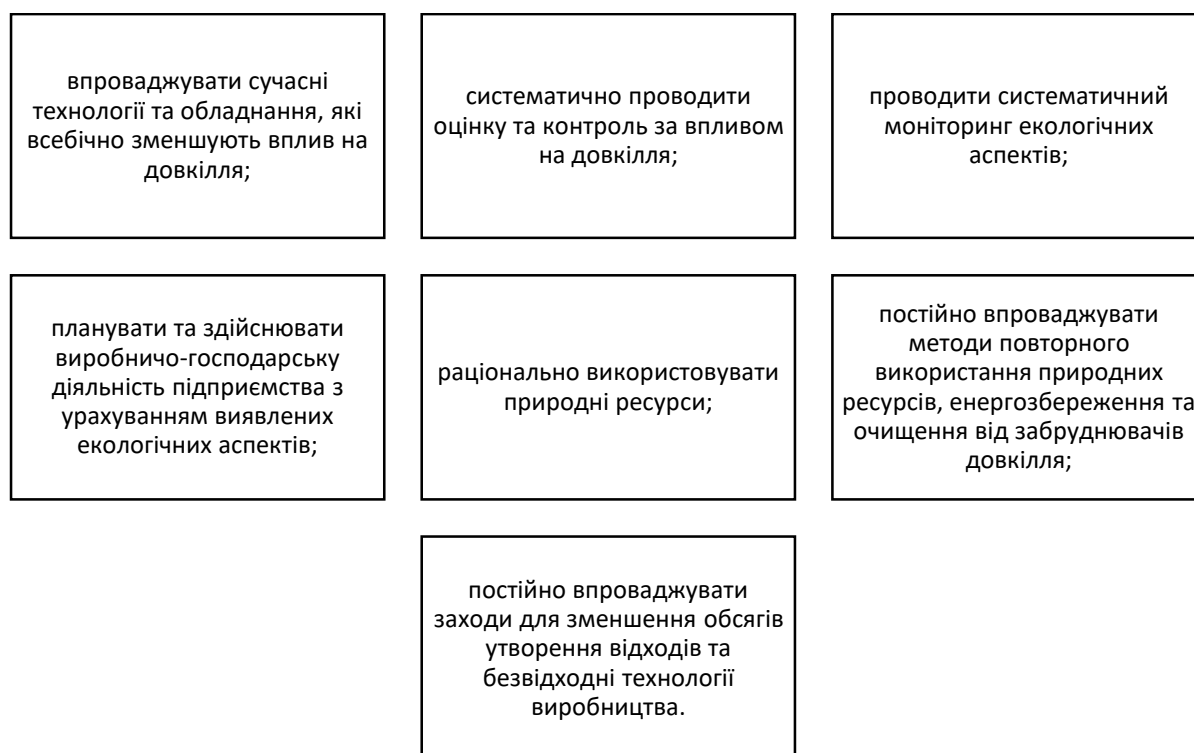 впроваджувати сучасні
технології та обладнання, які
всебічно зменшують вплив на
довкілля;
систематично проводити
оцінку та контроль за впливом
на довкілля;
проводити систематичний
моніторинг екологічних
аспектів;
планувати та здійснювати
виробничо-господарську
діяльність підприємства з
урахуванням виявлених
екологічних аспектів;
раціонально використовувати
природні ресурси;
постійно впроваджувати
методи повторного
використання природних
ресурсів, енергозбереження та
очищення від забруднювачів
довкілля;
постійно впроваджувати
заходи для зменшення обсягів
утворення відходів та
безвідходні технології
виробництва.